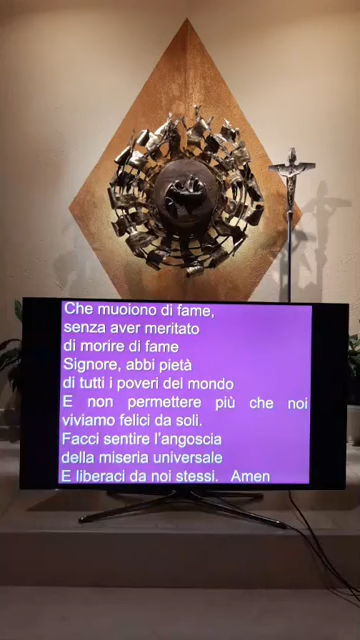 Che muoiono di fame,
senza aver meritato
di morire di fame
Signore, abbi pietà
di tutti i poveri del mondo
E non permettere più che noi
viviamo felici da soli.
Facci sentire l'angoscia
della miseria universale
E liberaci da noi stessi. Amen